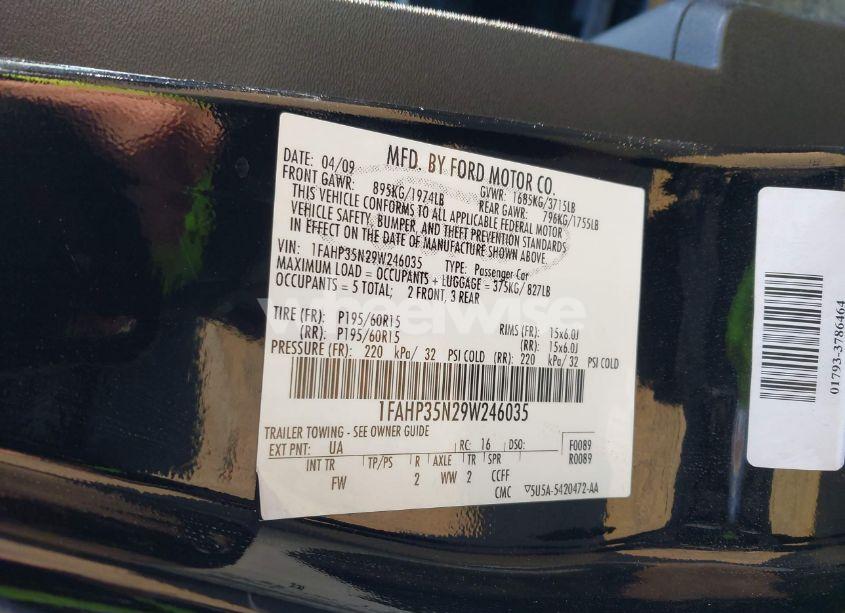 MFD. BY FORD MOTOR CO.
DATE: 04/09 GVWR: 1685KG/3715LB
FRONT GAWR: 895KG/1974LB REAR GAWR: 796KG/1755LB
THIS VEHICLE CONFORMS TO ALL APPLICABLE FEDERAL MOTOR
VEHICLE SAFETY, BUMPER, AND THEFT PREVENTION STANDARDS
IN EFFECT ON THE DATE OF MANUFACTURE SHOWN ABOVE.
VIN: 1FAHP35N29W246035 TYPE: Passenger Car
MAXIMUM LOAD = OCCUPANTS + LUGGAGE = 375KG/ 827LB
OCCUPANTS = 5 TOTAL; 2 FRONT, 3 REAR
wheelwise
TIRE (FR): P195/60R15 RIMS (FR): 15x6.0J
(RR): P195/60R15 (RR): 15x6.0J
PRESSURE (FR): 220 kPa/ 32 PSI COLD (RR): 220 kPa/ 32 PSI COLD
1FAHP35N29W246035
TRAILER TOWING - SEE OWNER GUIDE
EXT PNT: UA RC: 16 DSO: F0089
R0089
INT TR TP/PS R AXLE TR SPR
FW 2 WW 2 CCFF
CMC ▽5U5A-5420472-AA
01793-3786464